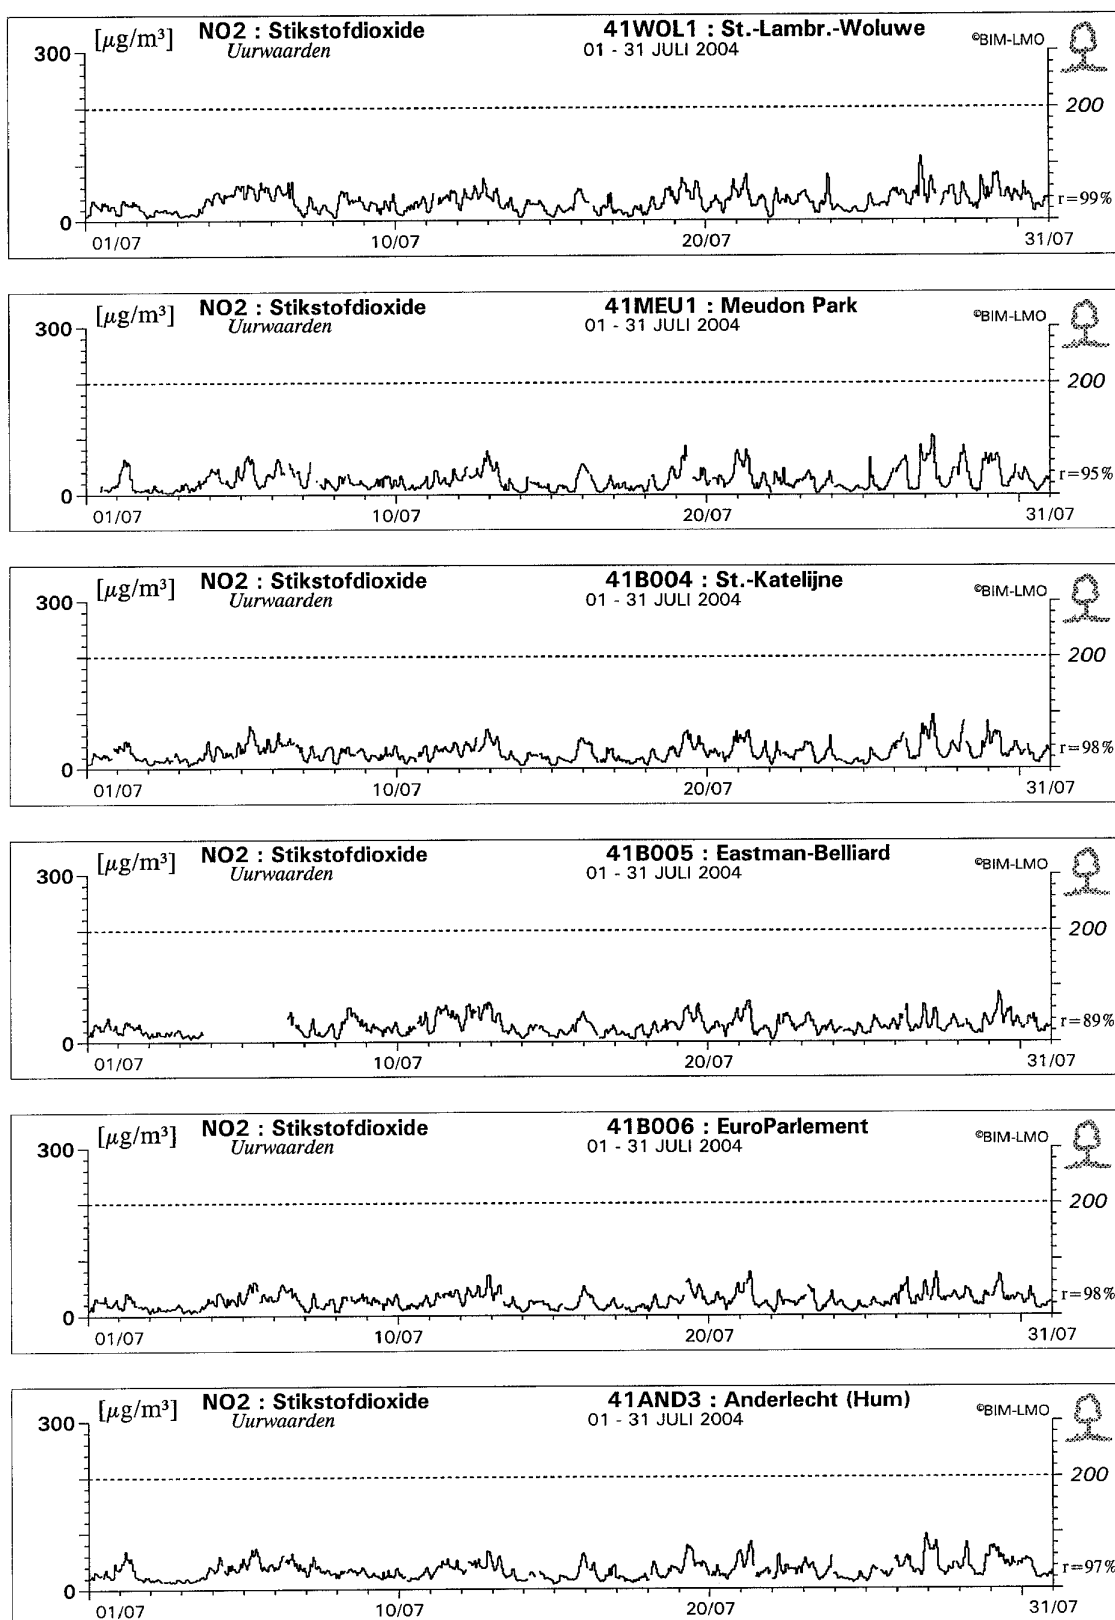 [µg/m³] NO2 : Stikstofdioxide 41WOL1 : St.-Lambr.-Woluwe ©BIM-LMO
300 Uurwaarden 01 - 31 JULI 2004
200
r=99%
0
01/07 10/07 20/07 31/07
[µg/m³] NO2 : Stikstofdioxide 41MEU1 : Meudon Park ©BIM-LMO
300 Uurwaarden 01 - 31 JULI 2004
200
r=95%
0
01/07 10/07 20/07 31/07
[µg/m³] NO2 : Stikstofdioxide 41B004 : St.-Katelijne ©BIM-LMO
300 Uurwaarden 01 - 31 JULI 2004
200
r=98%
0
01/07 10/07 20/07 31/07
[µg/m³] NO2 : Stikstofdioxide 41B005 : Eastman-Belliard ©BIM-LMO
300 Uurwaarden 01 - 31 JULI 2004
200
r=89%
0
01/07 10/07 20/07 31/07
[µg/m³] NO2 : Stikstofdioxide 41B006 : EuroParlement ©BIM-LMO
300 Uurwaarden 01 - 31 JULI 2004
200
r=98%
0
01/07 10/07 20/07 31/07
[µg/m³] NO2 : Stikstofdioxide 41AND3 : Anderlecht (Hum) ©BIM-LMO
300 Uurwaarden 01 - 31 JULI 2004
200
r=97%
0
01/07 10/07 20/07 31/07